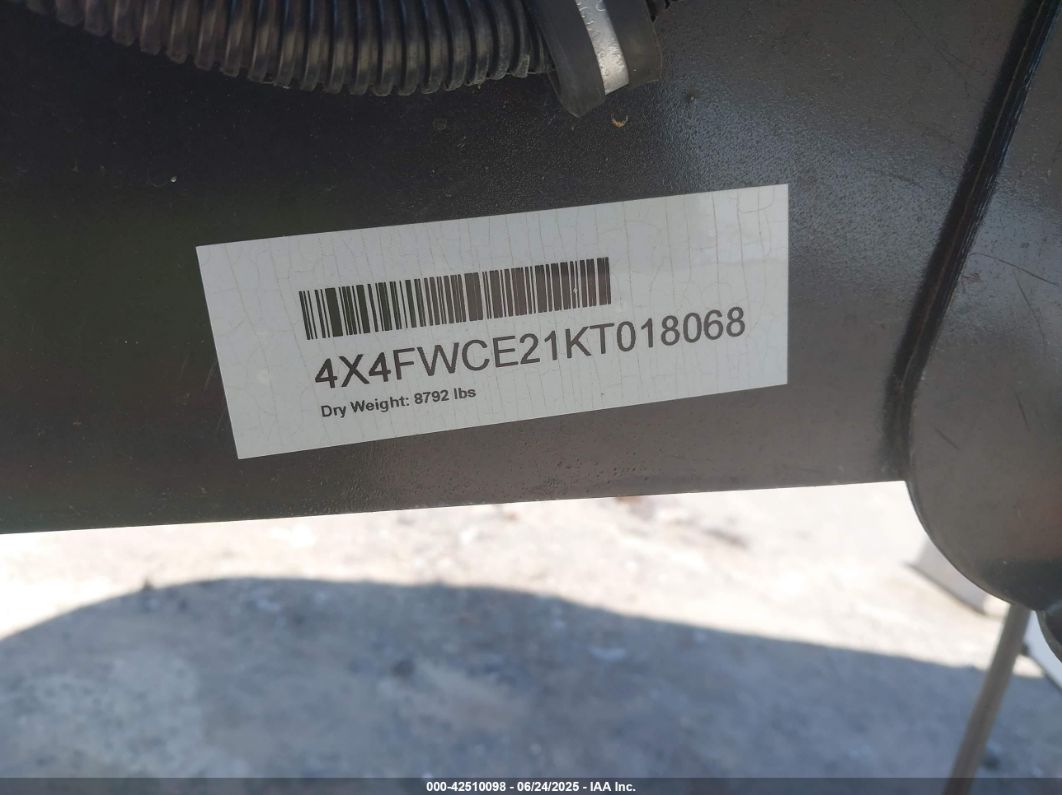 4X4FWCE21KT018068
Dry Weight: 8792 lbs
000-42510098 - 06/24/2025 - IAA Inc.